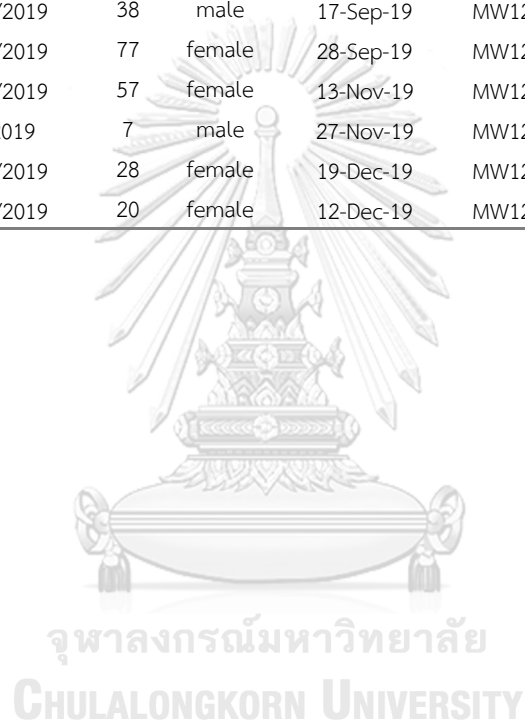 /2019 38 male 17-Sep-19 MW12
/2019 77 female 28-Sep-19 MW12
/2019 57 female 13-Nov-19 MW12
2019 7 male 27-Nov-19 MW12
/2019 28 female 19-Dec-19 MW12
/2019 20 female 12-Dec-19 MW12
จุฬาลงกรณ์มหาวิทยาลัย
CHULALONGKORN UNIVERSITY